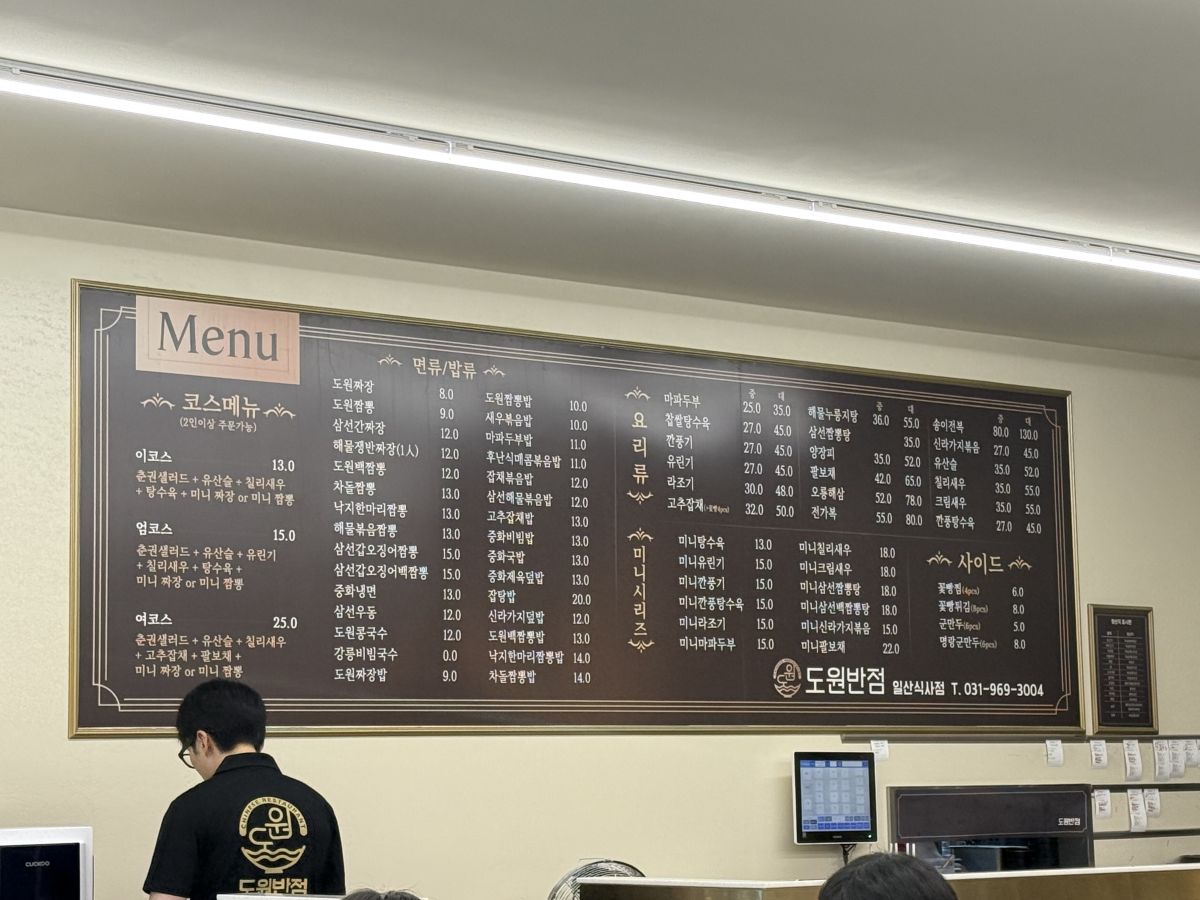 Menu
코스메뉴
(2인이상 주문가능)
이코스 13.0
춘권샐러드 + 유산슬 + 칠리새우
+ 탕수육 + 미니 짜장 or 미니 짬뽕
엄코스 15.0
춘권샐러드 + 유산슬 + 유린기
+ 칠리새우 + 탕수육 +
미니 짜장 or 미니 짬뽕
여코스 25.0
춘권샐러드 + 유산슬 + 칠리새우
+ 고추잡채 + 팔보채 +
미니 짜장 or 미니 짬뽕
면류/밥류
도원짜장 8.0
도원짬뽕 9.0
삼선간짜장 12.0
해물쟁반짜장(1人) 12.0
도원백짬뽕 12.0
차돌짬뽕 13.0
낙지한마리짬뽕 13.0
해물볶음짬뽕 13.0
삼선갑오징어짬뽕 15.0
삼선갑오징어백짬뽕 15.0
중화냉면 13.0
삼선우동 12.0
도원콩국수 12.0
강릉비빔국수 0.0
도원짜장밥 9.0
도원짬뽕밥 10.0
새우볶음밥 10.0
마파두부밥 11.0
후난식매콤볶음밥 11.0
잡채볶음밥 12.0
삼선해물볶음밥 12.0
고추잡채밥 13.0
중화비빔밥 13.0
중화국밥 13.0
중화제육덮밥 13.0
잡탕밥 20.0
신라가지덮밥 12.0
도원백짬뽕밥 13.0
낙지한마리짬뽕밥 14.0
차돌짬뽕밥 14.0
요리류
중 대
마파두부 25.0 35.0
찹쌀탕수육 27.0 45.0
깐풍기 27.0 45.0
유린기 27.0 45.0
라조기 30.0 48.0
고추잡채(+꽃빵4pcs) 32.0 50.0
중 대
해물누룽지탕 36.0 55.0
삼선짬뽕탕 35.0
양장피 35.0 52.0
팔보채 42.0 65.0
오룡해삼 52.0 78.0
전가복 55.0 80.0
중 대
송이전복 80.0 130.0
신라가지볶음 27.0 45.0
유산슬 35.0 52.0
칠리새우 35.0 55.0
크림새우 35.0 55.0
깐풍탕수육 27.0 45.0
미니시리즈
미니탕수육 13.0
미니유린기 15.0
미니깐풍기 15.0
미니깐풍탕수육 15.0
미니라조기 15.0
미니마파두부 15.0
미니칠리새우 18.0
미니크림새우 18.0
미니삼선짬뽕탕 18.0
미니삼선백짬뽕탕 18.0
미니신라가지볶음 15.0
미니팔보채 22.0
사이드
꽃빵찜(4pcs) 6.0
꽃빵튀김(8pcs) 8.0
군만두(6pcs) 5.0
명랑군만두(6pcs) 8.0
도원반점 일산식사점 T. 031-969-3004
CHINESE RESTAURANT
도원
도원반점
CUCKOO
도원반점